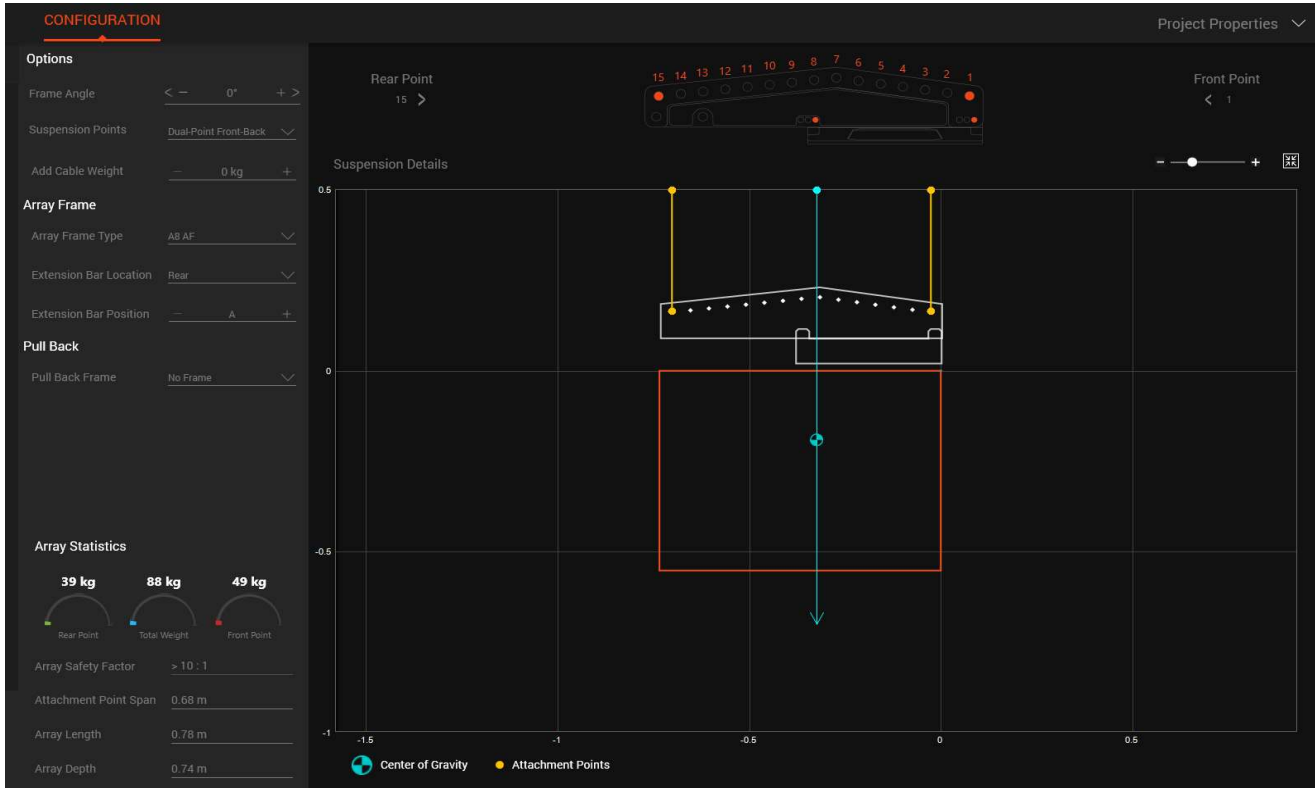 CONFIGURATION
Project Properties
Options
Frame Angle < − 0° + >
Suspension Points Dual-Point Front-Back
Add Cable Weight − 0 kg +
Array Frame
Array Frame Type A8 AF
Extension Bar Location Rear
Extension Bar Position − A +
Pull Back
Pull Back Frame No Frame
Array Statistics
39 kg 88 kg 49 kg
Rear Point Total Weight Front Point
Array Safety Factor > 10 : 1
Attachment Point Span 0.68 m
Array Length 0.78 m
Array Depth 0.74 m
Rear Point
15 >
15 14 13 12 11 10 9 8 7 6 5 4 3 2 1
Front Point
< 1
Suspension Details
- +
0.5
0
-0.5
-1
-1.5 -1 -0.5 0 0.5
Center of Gravity Attachment Points